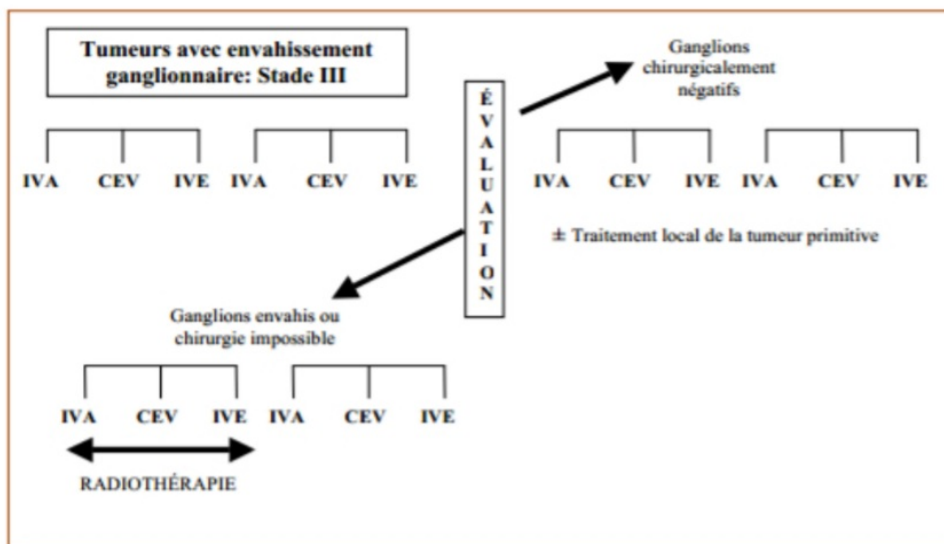 Tumeurs avec envahissement
ganglionnaire: Stade III
IVA CEV IVE IVA CEV IVE
ÉVALUATION
Ganglions
chirurgicalement
négatifs
IVA CEV IVE IVA CEV IVE
± Traitement local de la tumeur primitive
Ganglions envahis ou
chirurgie impossible
IVA CEV IVE IVA CEV IVE
RADIOTHÉRAPIE